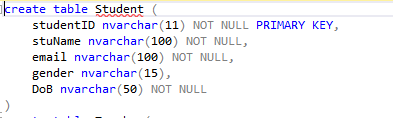 create table Student (
studentID nvarchar(11) NOT NULL PRIMARY KEY,
stuName nvarchar(100) NOT NULL,
email nvarchar(100) NOT NULL,
gender nvarchar(15),
DoB nvarchar(50) NOT NULL
)